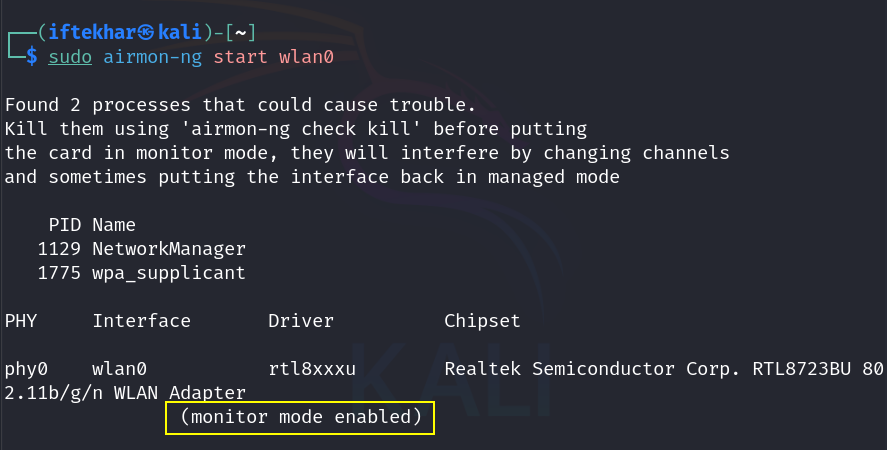 (iftekhar㉿kali)-[~]
$ sudo airmon-ng start wlan0
Found 2 processes that could cause trouble.
Kill them using 'airmon-ng check kill' before putting
the card in monitor mode, they will interfere by changing channels
and sometimes putting the interface back in managed mode
PID Name
1129 NetworkManager
1775 wpa_supplicant
PHY Interface Driver Chipset
phy0 wlan0 rtl8xxxu Realtek Semiconductor Corp. RTL8723BU 80
2.11b/g/n WLAN Adapter
(monitor mode enabled)
KALI